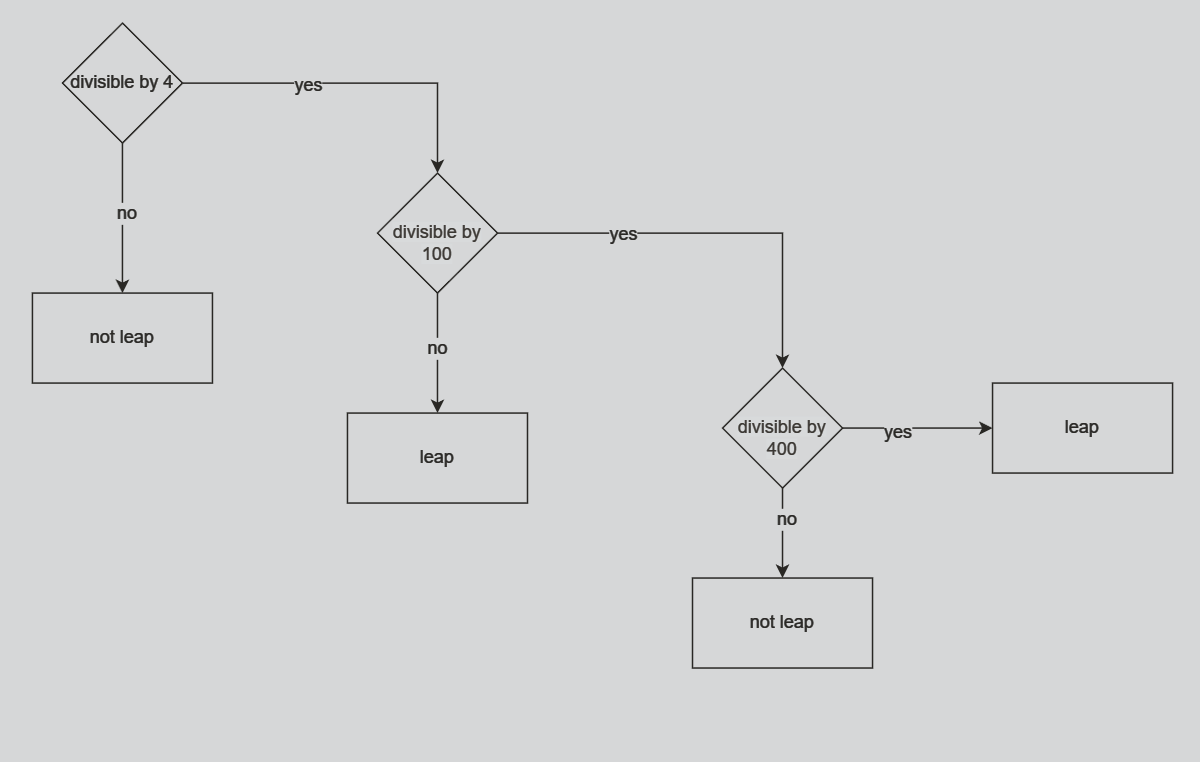 divisible by 4
yes
no
not leap
divisible by
100
yes
no
leap
divisible by
400
yes
leap
no
not leap